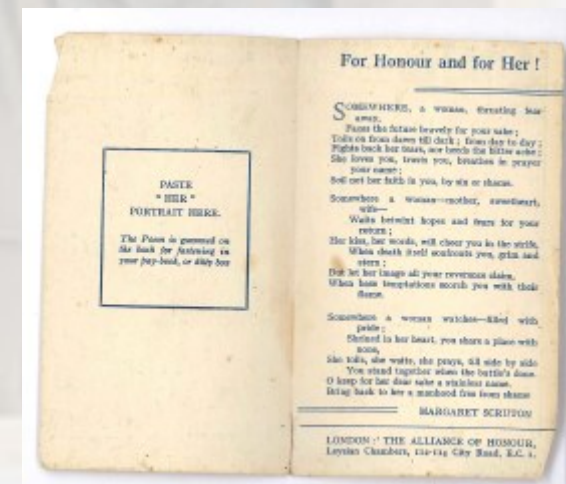 PASTE
" HER "
PORTRAIT HERE.
The Poem is gummed on
the back for fastening in
your pay-book, or ditty box
For Honour and for Her !
SOMEWHERE, a woman, thrusting fear
away,
Faces the future bravely for your sake ;
Toils on from dawn till dark ; from day to day ;
Fights back her tears, nor heeds the bitter ache ;
She loves you, trusts you, breathes in prayer
your name ;
Soil not her faith in you, by sin or shame.
Somewhere a woman—mother, sweetheart,
wife—
Waits betwixt hopes and fears for your
return ;
Her kiss, her words, will cheer you in the strife,
When death itself confronts you, grim and
stern ;
But let her image all your reverence claim,
When base temptations scorch you with their
flame.
Somewhere a woman watches—filled with
pride ;
Shrined in her heart, you share a place with
none,
She toils, she waits, she prays, till side by side
You stand together when the battle's done.
O keep for her dear sake a stainless name.
Bring back to her a manhood free from shame
MARGARET SCRUTON
LONDON : THE ALLIANCE OF HONOUR,
Leysian Chambers, City Road, E.C. 1.